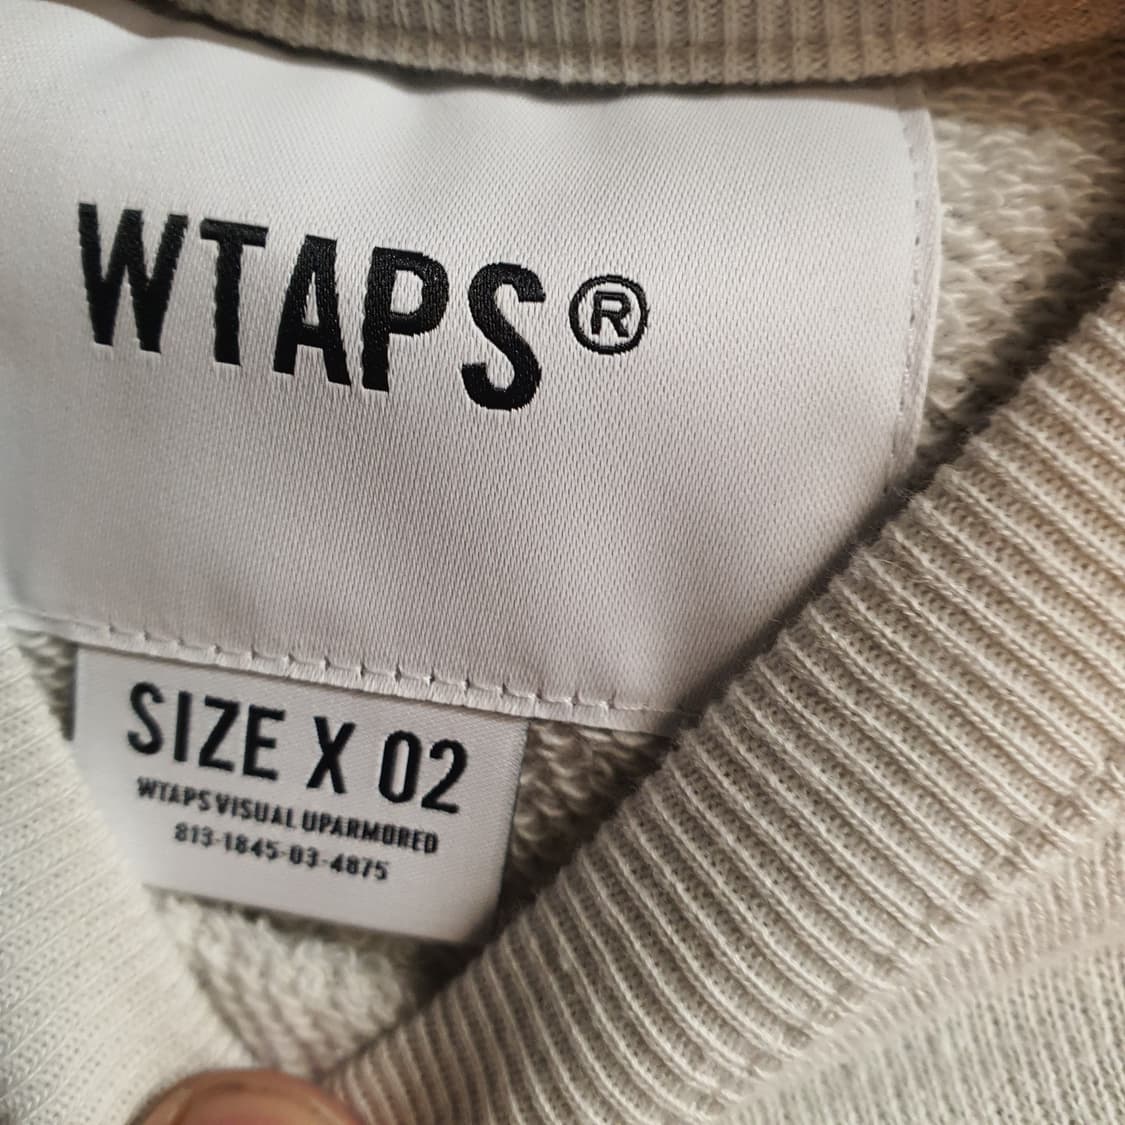 WTAPS®
SIZE X 02
WTAPS VISUAL UPARMORED
813-1845-03-4875